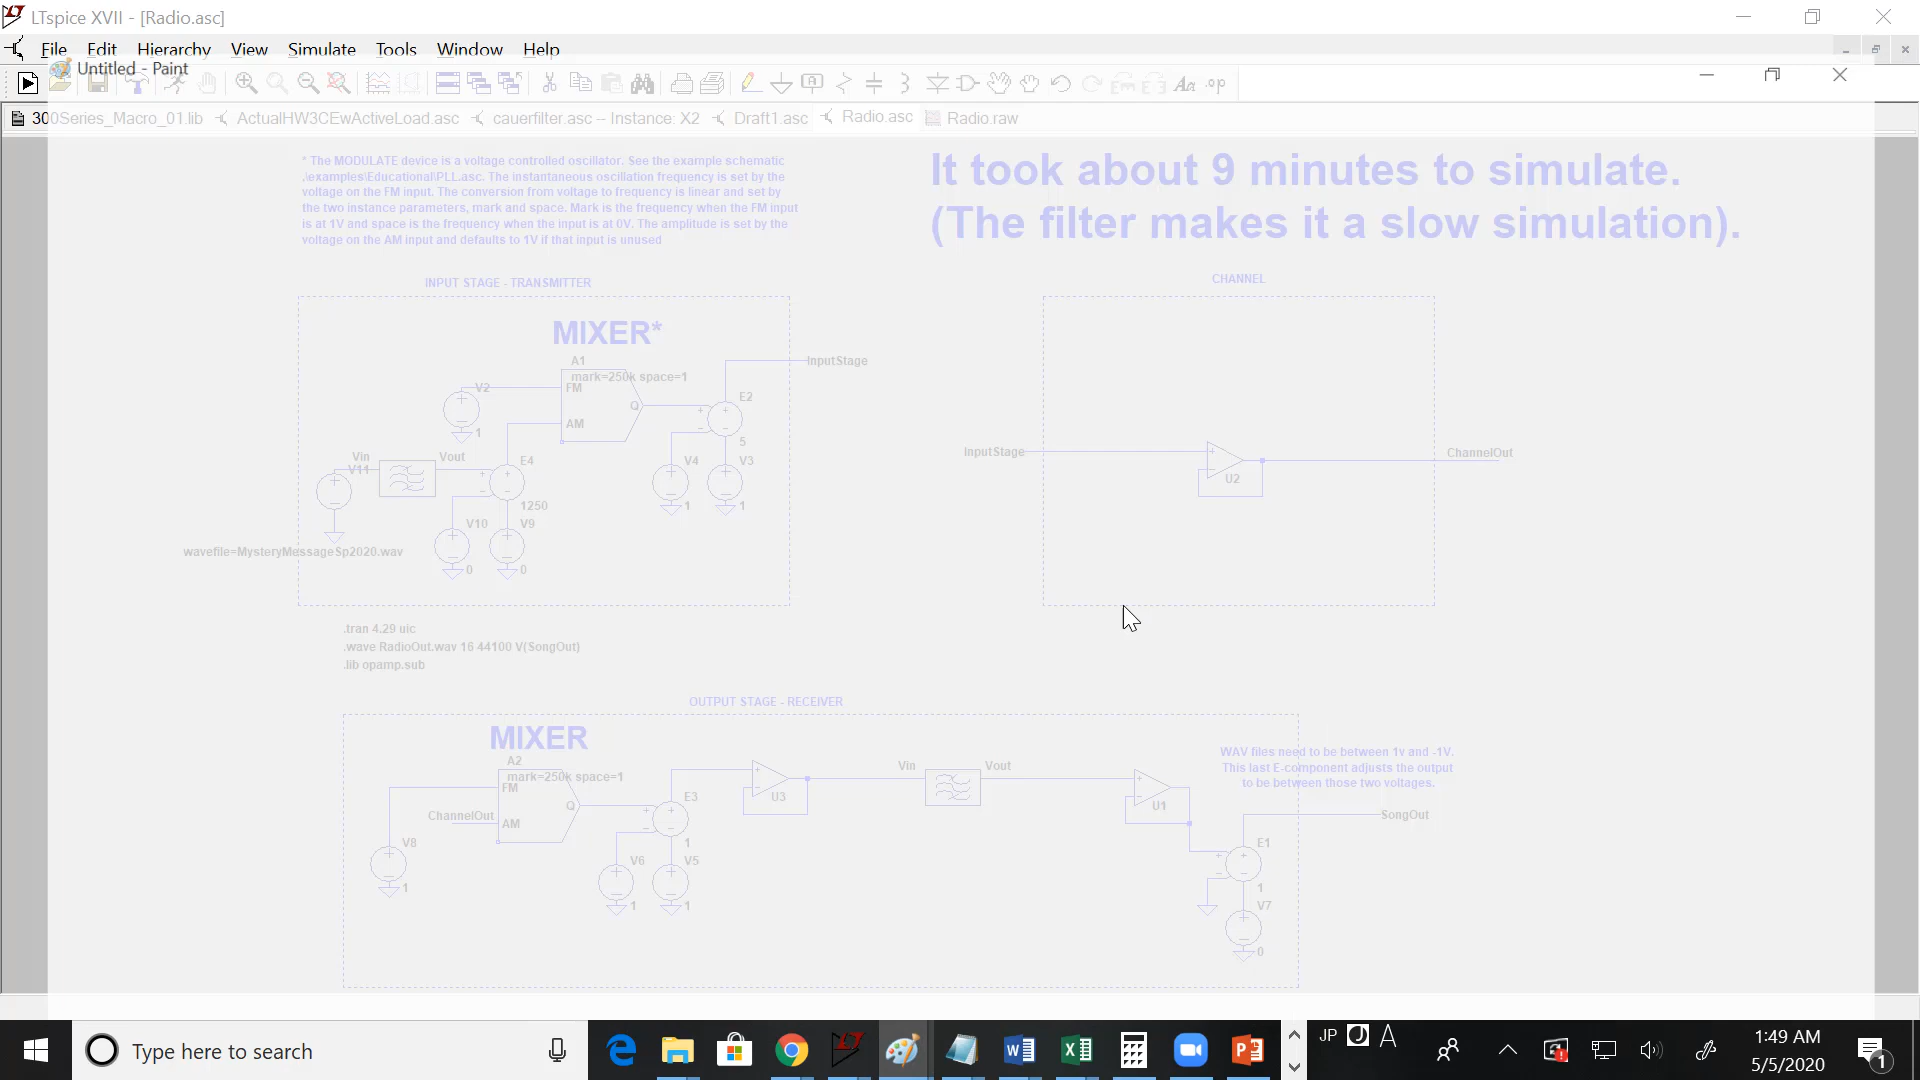 LTspice XVII - [Radio.asc]
File Edit Hierarchy View Simulate Tools Window Help
Untitled - Paint
300Series_Macro_01.lib ActualHW3CEwActiveLoad.asc cauerfilter.asc -- Instance: X2 Draft1.asc Radio.asc Radio.raw
* The MODULATE device is a voltage controlled oscillator. See the example schematic
.\examples\Educational\PLL.asc. The instantaneous oscillation frequency is set by the
voltage on the FM input. The conversion from voltage to frequency is linear and set by
the two instance parameters, mark and space. Mark is the frequency when the FM input
is at 1V and space is the frequency when the input is at 0V. The amplitude is set by the
voltage on the AM input and defaults to 1V if that input is unused
It took about 9 minutes to simulate.
(The filter makes it a slow simulation).
INPUT STAGE - TRANSMITTER
MIXER*
A1
mark=250k space=1
FM
AM
Q
V2
1
Vin
Vout
V11
E4
1250
V10
0
V9
0
E2
5
V4
1
V3
1
InputStage
wavefile=MysteryMessageSp2020.wav
CHANNEL
InputStage
U2
ChannelOut
.tran 4.29 uic
.wave RadioOut.wav 16 44100 V(SongOut)
.lib opamp.sub
OUTPUT STAGE - RECEIVER
MIXER
A2
mark=250k space=1
FM
AM
Q
ChannelOut
V8
1
E3
1
V6
1
V5
1
U3
Vin
Vout
U1
WAV files need to be between 1v and -1V.
This last E-component adjusts the output
to be between those two voltages.
SongOut
E1
1
V7
0
Type here to search
JP
A
1:49 AM
5/5/2020
1